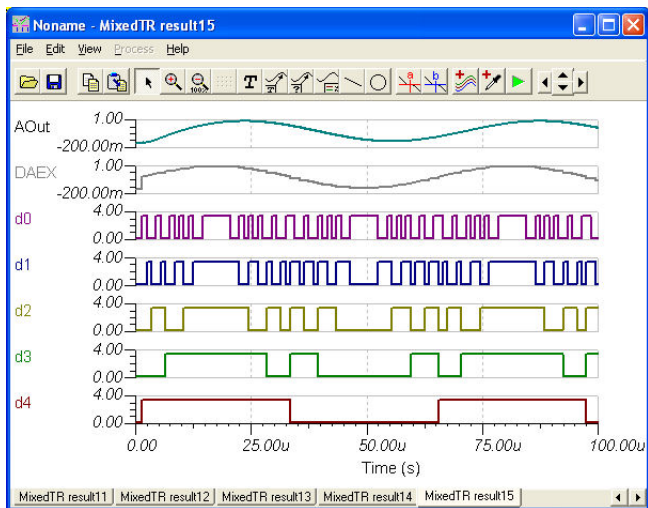 Noname - MixedTR result15
File Edit View Process Help
T 100% T ? a b
AOut 1.00
-200.00m
DAEX 1.00
-200.00m
d0 4.00
0.00
d1 4.00
0.00
d2 4.00
0.00
d3 4.00
0.00
d4 4.00
0.00
0.00 25.00u 50.00u 75.00u 100.00u
Time (s)
MixedTR result11 MixedTR result12 MixedTR result13 MixedTR result14 MixedTR result15